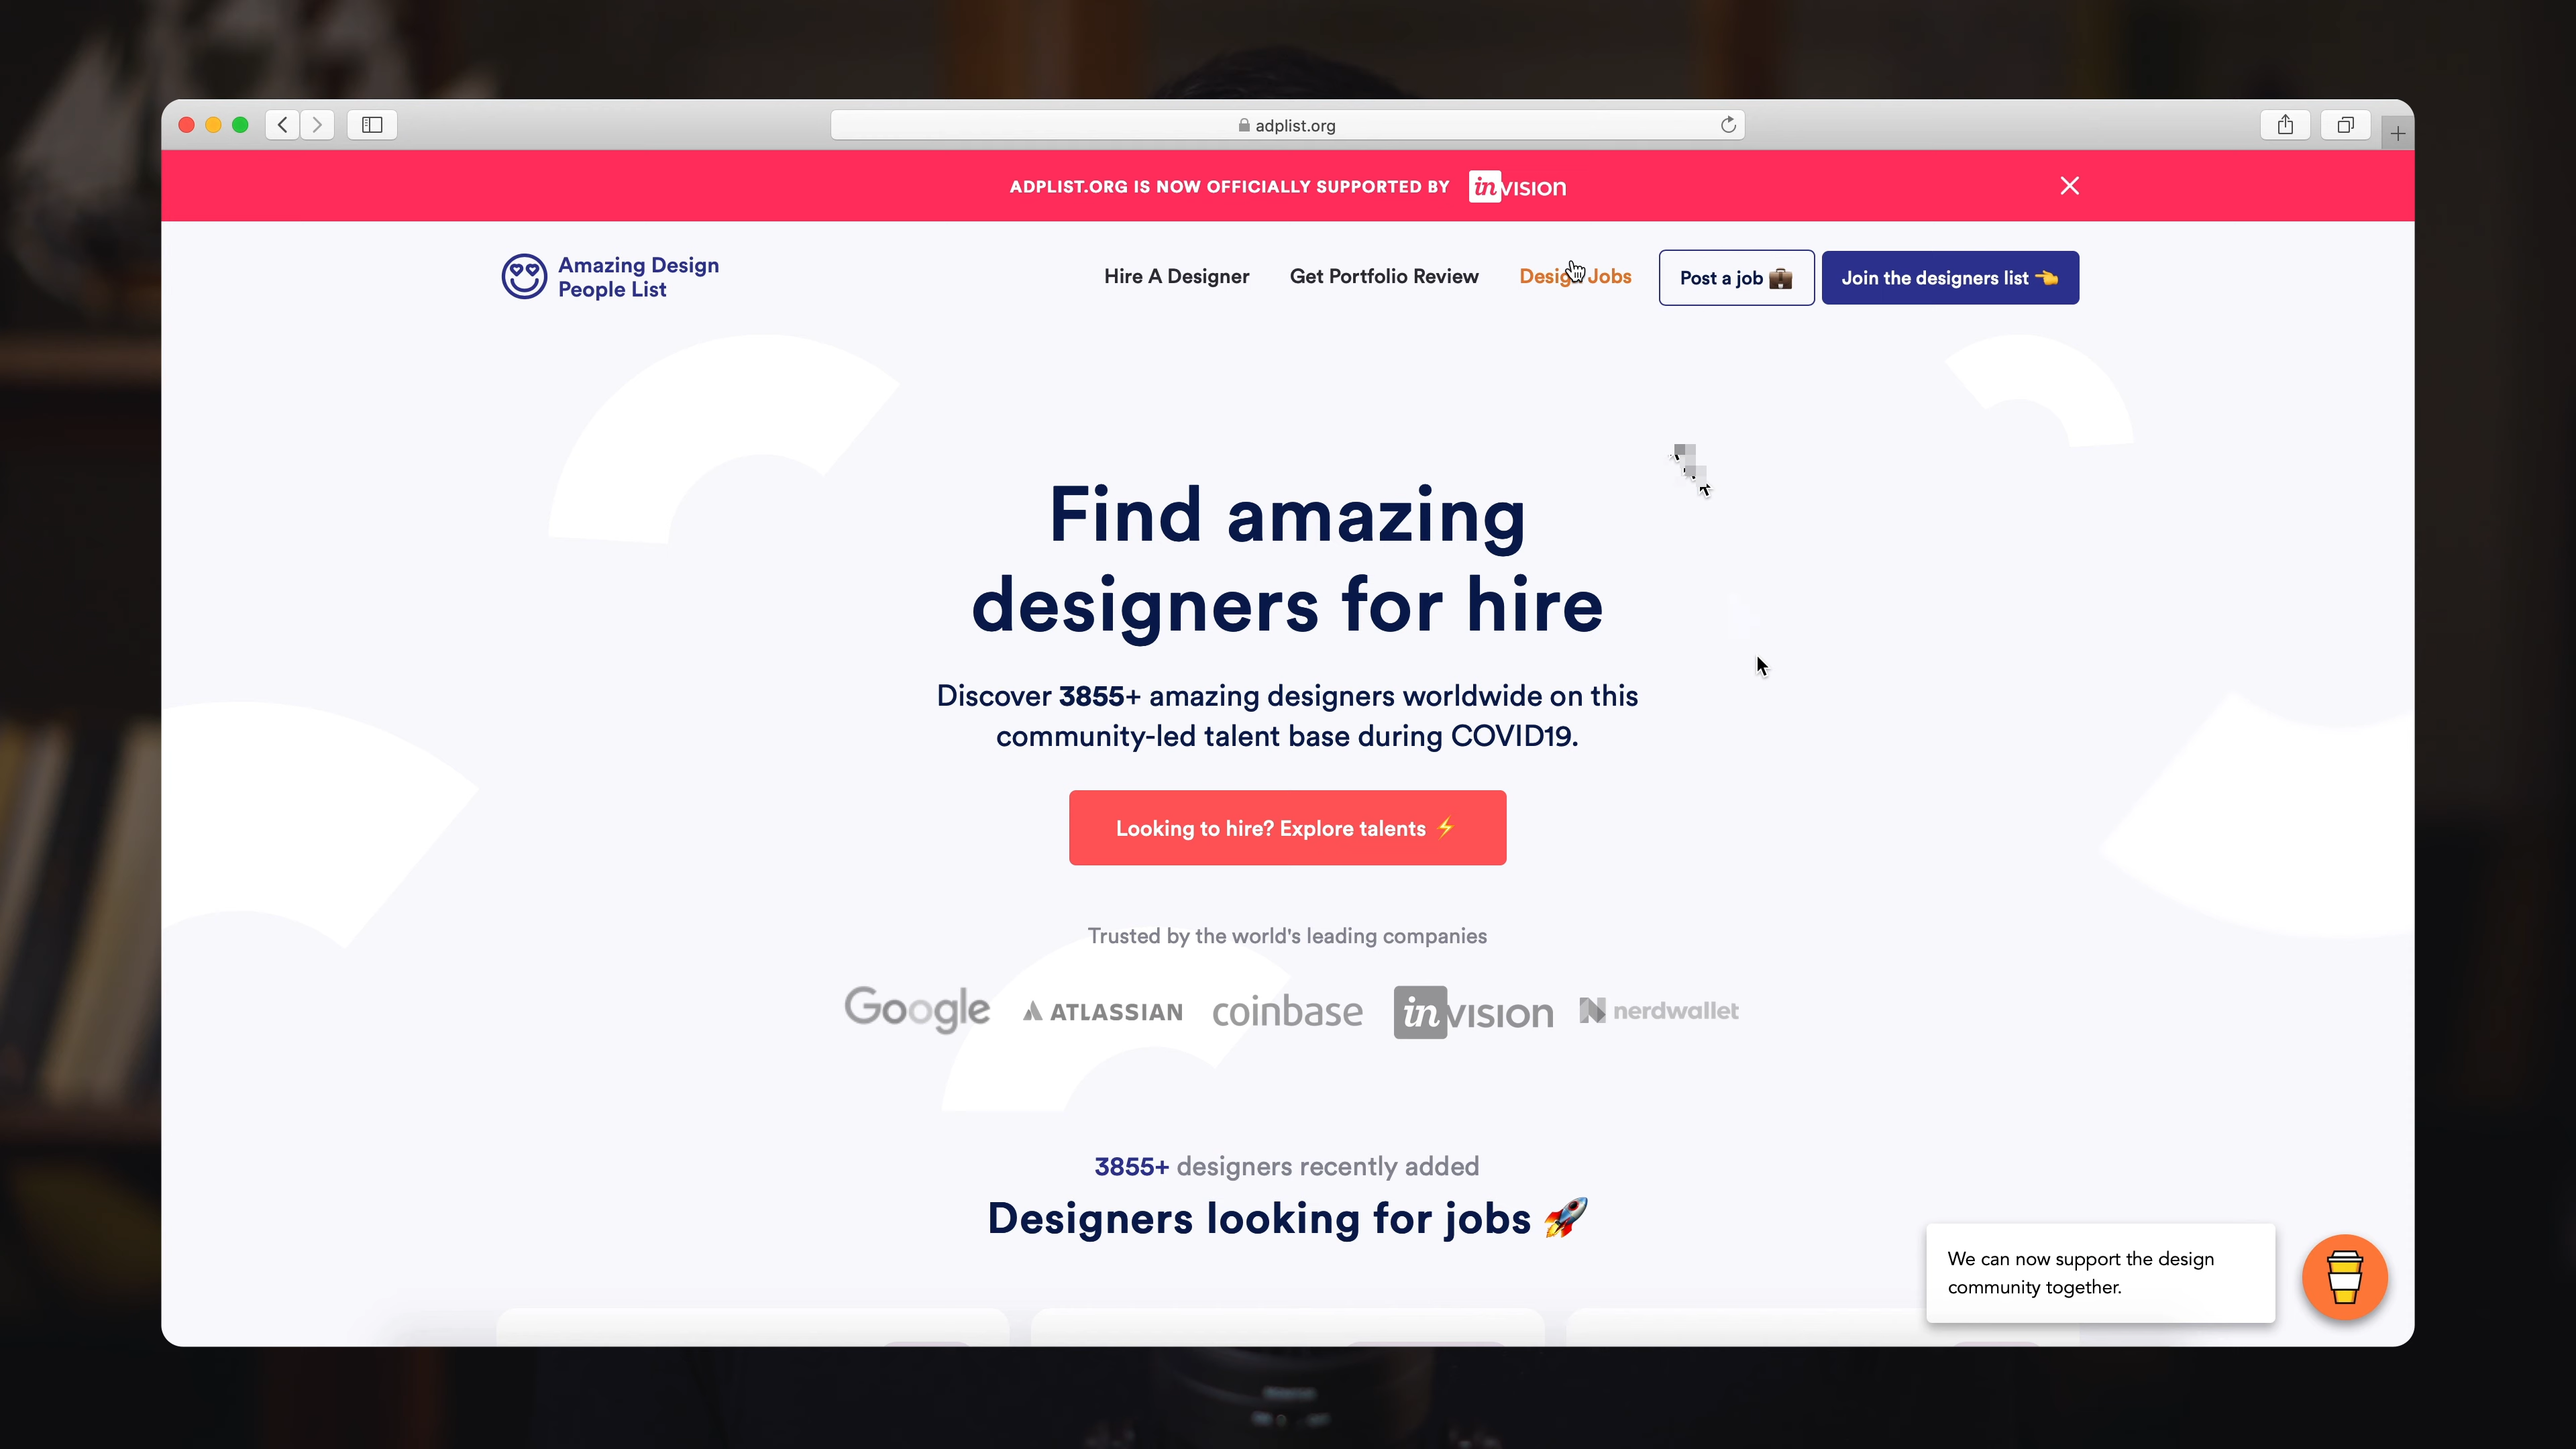 adplist.org
ADPLIST.ORG IS NOW OFFICIALLY SUPPORTED BY inVISION
Amazing Design
People List
Hire A Designer
Get Portfolio Review
Design Jobs
Post a job 💼
Join the designers list 👈
Find amazing
designers for hire
Discover 3855+ amazing designers worldwide on this
community-led talent base during COVID19.
Looking to hire? Explore talents ⚡
Trusted by the world's leading companies
Google ATLASSIAN coinbase inVISION nerdwallet
3855+ designers recently added
Designers looking for jobs 🚀
We can now support the design
community together.